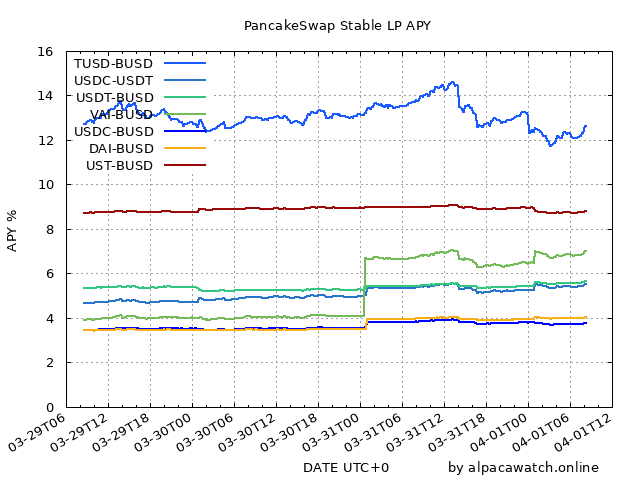 PancakeSwap Stable LP APY
APY %
16
14
12
10
8
6
4
2
0
TUSD-BUSD
USDC-USDT
USDT-BUSD
VAI-BUSD
USDC-BUSD
DAI-BUSD
UST-BUSD
03-29T06
03-29T12
03-29T18
03-30T00
03-30T06
03-30T12
03-30T18
03-31T00
03-31T06
03-31T12
03-31T18
04-01T00
04-01T06
04-01T12
DATE UTC+0
by alpacawatch.online